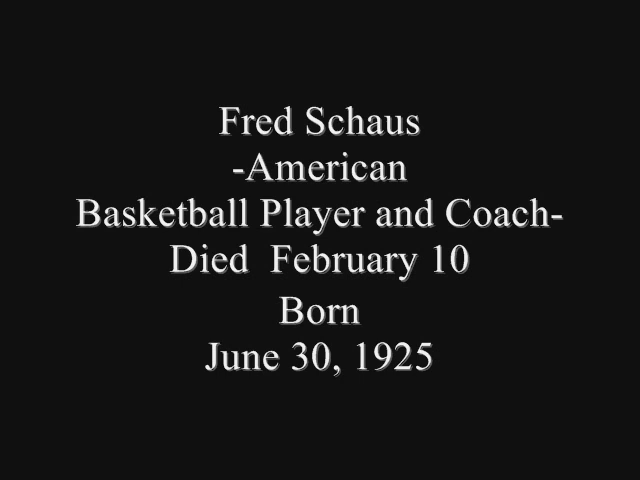 Fred Schaus
-American
Basketball Player and Coach-
Died  February 10
Born
June 30, 1925